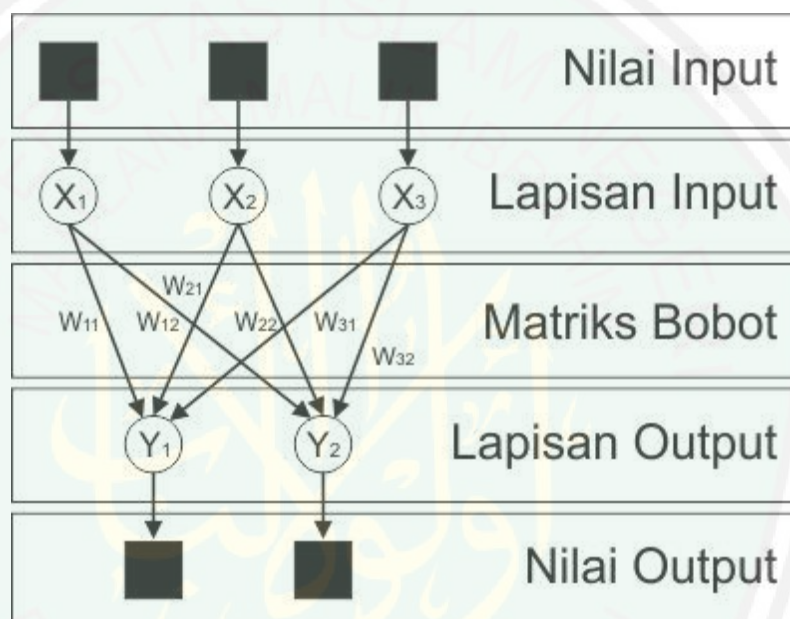 Nilai Input
X1 X2 X3 Lapisan Input
W21
W11 W12 W22 W31 Matriks Bobot
W32
Y1 Y2 Lapisan Output
Nilai Output